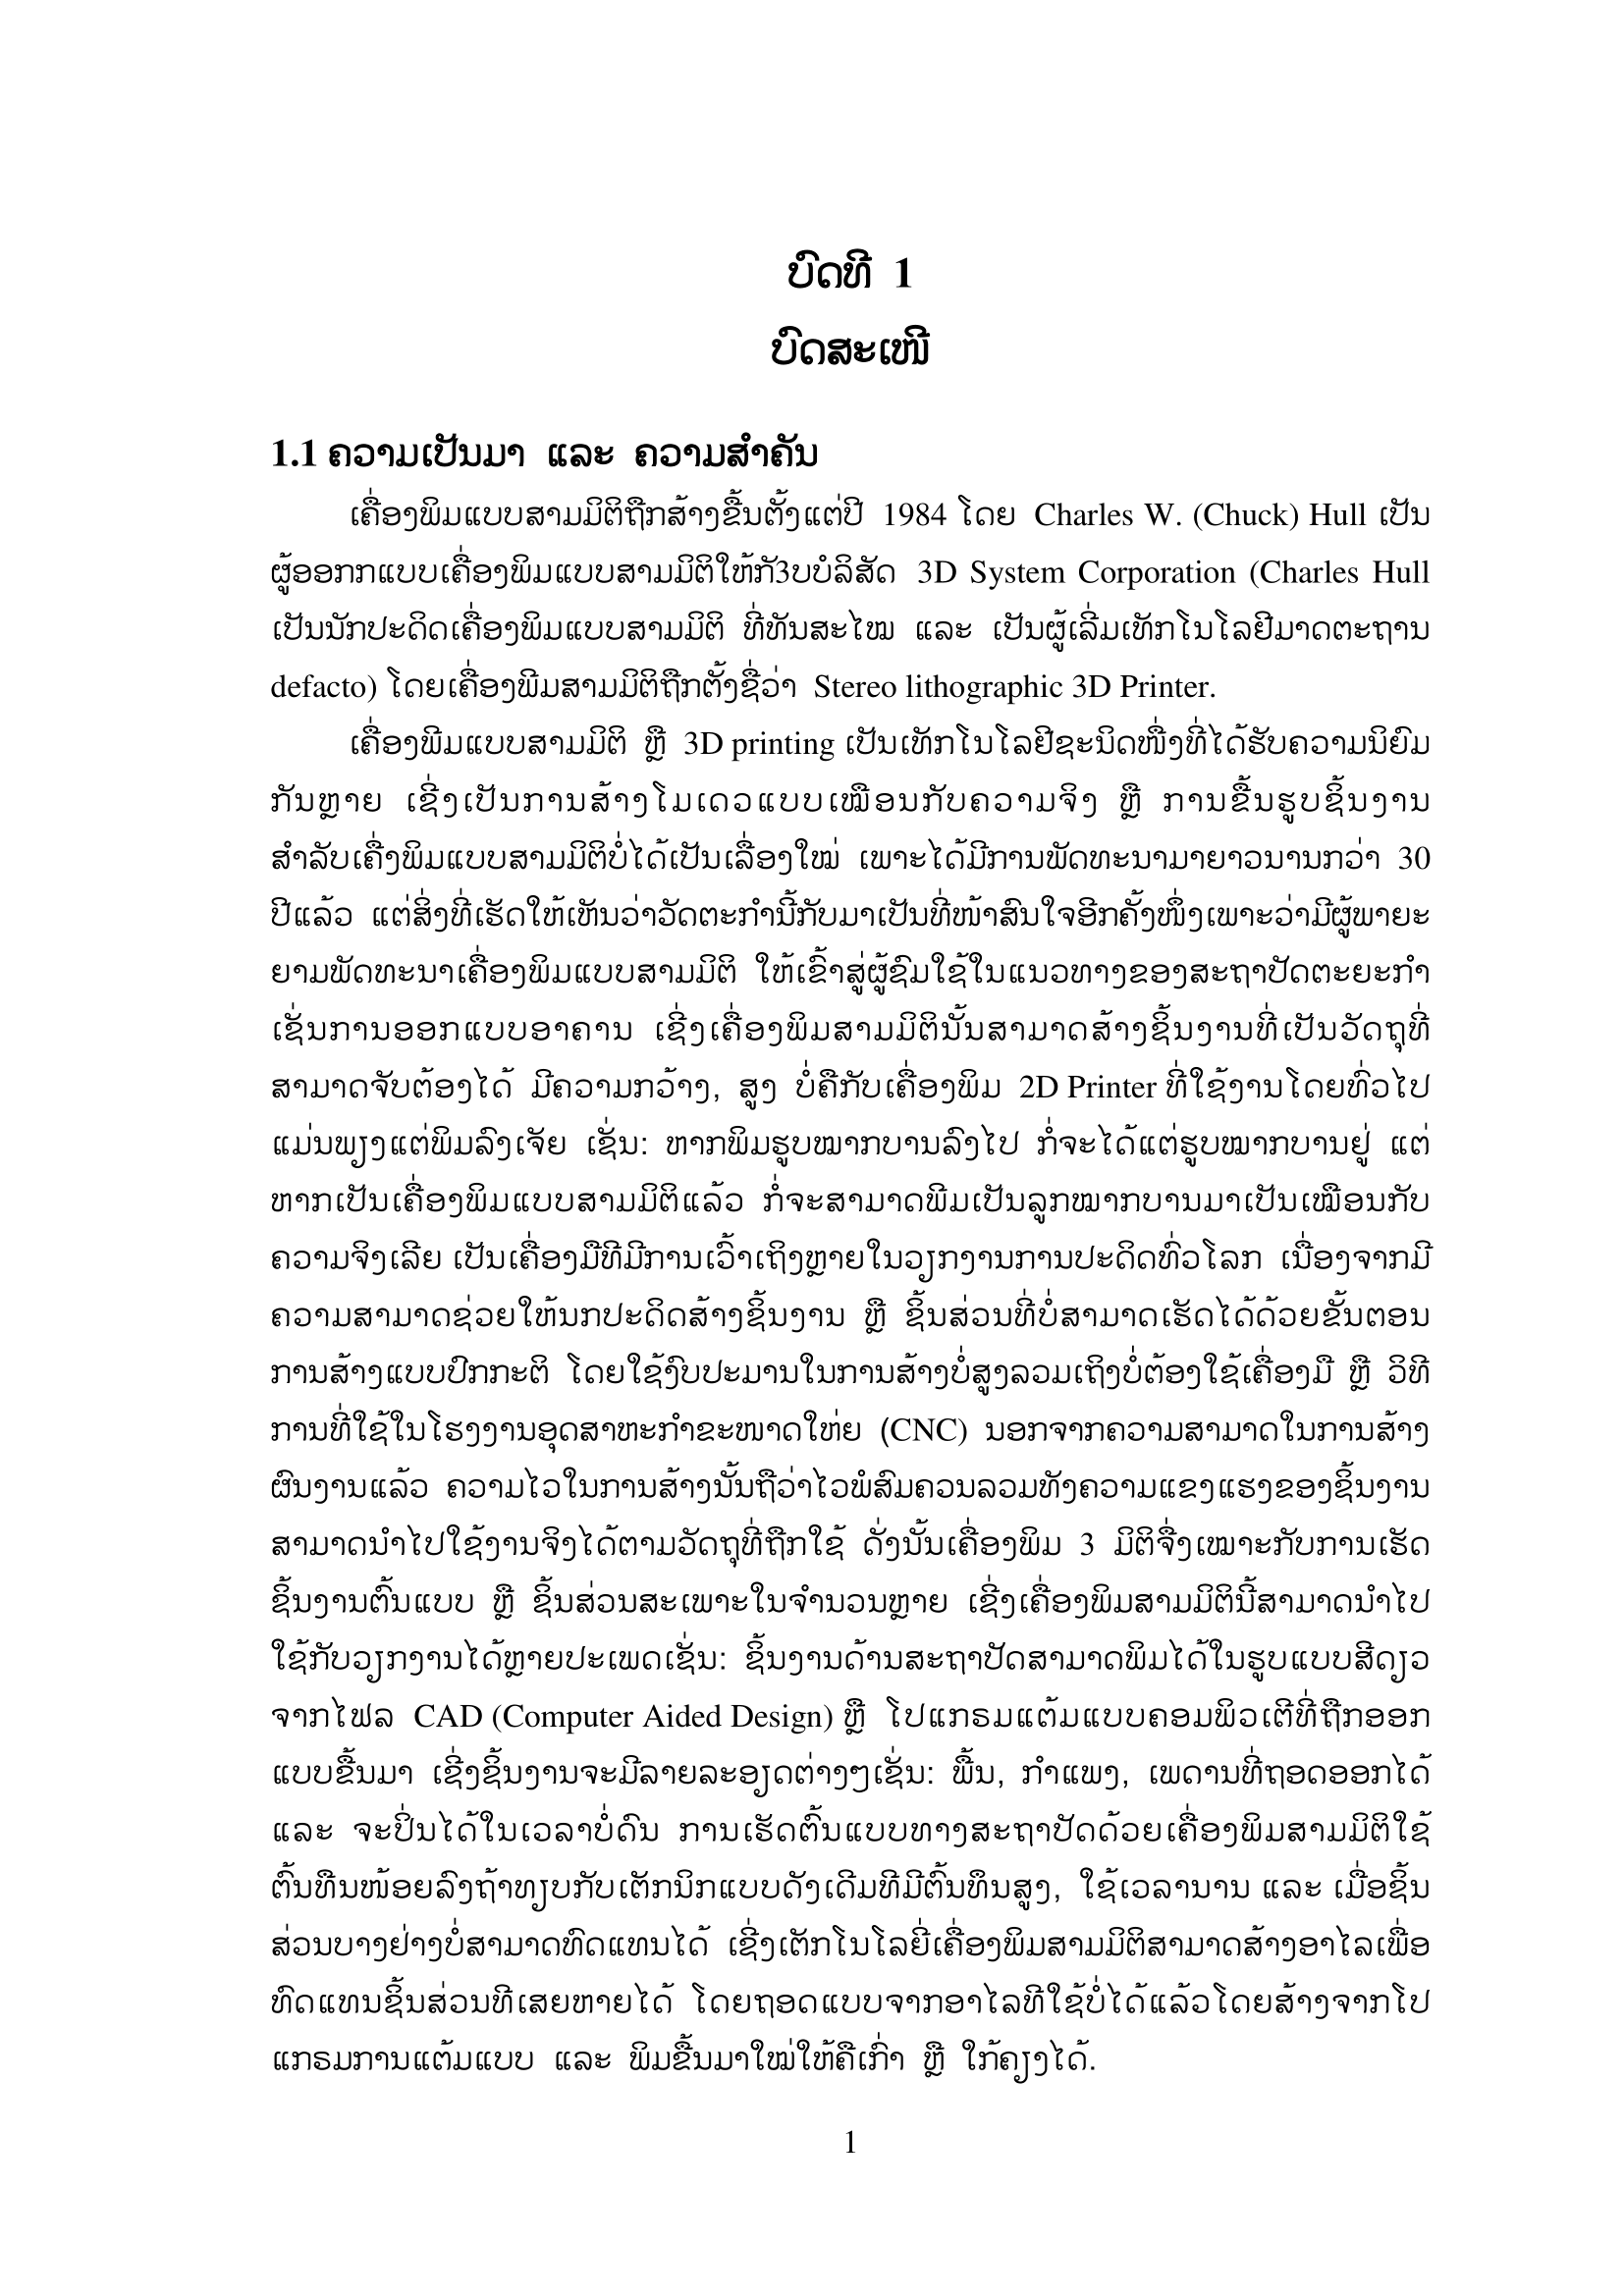 ບົດທີ 1
ບົດສະເໜີ
1.1 ຄວາມເປັນມາ ແລະ ຄວາມສຳຄັນ
ເຄື່ອງພິມແບບສາມມິຕິຖືກສ້າງຂື້ນຕັ້ງແຕ່ປີ 1984 ໂດຍ Charles W. (Chuck) Hull ເປັນ
ຜູ້ອອກກແບບເຄື່ອງພິມແບບສາມມິຕິໃຫ້ກັ3ບບໍລິສັດ 3D System Corporation (Charles Hull
ເປັນນັກປະດິດເຄື່ອງພິມແບບສາມມິຕິ ທີ່ທັນສະໄໝ ແລະ ເປັນຜູ້ເລີ່ມເທັກໂນໂລຢີມາດຕະຖານ
defacto) ໂດຍເຄື່ອງພີມສາມມິຕິຖືກຕັ້ງຊື່ວ່າ Stereo lithographic 3D Printer.
ເຄື່ອງພີມແບບສາມມິຕິ ຫຼື 3D printing ເປັນເທັກໂນໂລຢີຊະນິດໜື່ງທີ່ໄດ້ຮັບຄວາມນິຍົມ
ກັນຫຼາຍ ເຊີ່ງເປັນການສ້າງໂມເດວແບບເໝືອນກັບຄວາມຈິງ ຫຼື ການຂື້ນຮູບຊິ້ນງານ
ສຳລັບເຄື່ງພິມແບບສາມມິຕິບໍ່ໄດ້ເປັນເລື່ອງໃໝ່ ເພາະໄດ້ມີການພັດທະນາມາຍາວນານກວ່າ 30
ປີແລ້ວ ແຕ່ສິ່ງທີ່ເຮັດໃຫ້ເຫັນວ່າວັດຕະກຳນີ້ກັບມາເປັນທີ່ໜ້າສົນໃຈອີກຄັ້ງໜຶ່ງເພາະວ່າມີຜູ້ພາຍະ
ຍາມພັດທະນາເຄື່ອງພິມແບບສາມມິຕິ ໃຫ້ເຂົ້າສູ່ຜູ້ຊົມໃຊ້ໃນແນວທາງຂອງສະຖາປັດຕະຍະກຳ
ເຊັ່ນການອອກແບບອາຄານ ເຊີ່ງເຄື່ອງພິມສາມມິຕິນັ້ນສາມາດສ້າງຊິ້ນງານທີ່ເປັນວັດຖຸທີ່
ສາມາດຈັບຕ້ອງໄດ້ ມີຄວາມກວ້າງ, ສູງ ບໍ່ຄືກັບເຄື່ອງພິມ 2D Printer ທີ່ໃຊ້ງານໂດຍທົ່ວໄປ
ແມ່ນພຽງແຕ່ພິມລົງເຈັຍ ເຊັ່ນ: ຫາກພິມຮູບໝາກບານລົງໄປ ກໍ່ຈະໄດ້ແຕ່ຮູບໝາກບານຢູ່ ແຕ່
ຫາກເປັນເຄື່ອງພິມແບບສາມມິຕິແລ້ວ ກໍ່ຈະສາມາດພີມເປັນລູກໝາກບານມາເປັນເໝືອນກັບ
ຄວາມຈິງເລີຍ ເປັນເຄື່ອງມືທີມີການເວົ້າເຖິງຫຼາຍໃນວຽກງານການປະດິດທົ່ວໂລກ ເນື່ອງຈາກມີ
ຄວາມສາມາດຊ່ວຍໃຫ້ນກປະດິດສ້າງຊິ້ນງານ ຫຼື ຊິ້ນສ່ວນທີ່ບໍ່ສາມາດເຮັດໄດ້ດ້ວຍຂັ້ນຕອນ
ການສ້າງແບບປົກກະຕິ ໂດຍໃຊ້ງົບປະມານໃນການສ້າງບໍ່ສູງລວມເຖິງບໍ່ຕ້ອງໃຊ້ເຄື່ອງມື ຫຼື ວິທີ
ການທີ່ໃຊ້ໃນໂຮງງານອຸດສາຫະກຳຂະໜາດໃຫ່ຍ (CNC) ນອກຈາກຄວາມສາມາດໃນການສ້າງ
ຜົນງານແລ້ວ ຄວາມໄວໃນການສ້າງນັ້ນຖືວ່າໄວພໍສົມຄວນລວມທັງຄວາມແຂງແຮງຂອງຊິ້ນງານ
ສາມາດນຳໄປໃຊ້ງານຈິງໄດ້ຕາມວັດຖຸທີ່ຖືກໃຊ້ ດັ່ງນັ້ນເຄື່ອງພິມ 3 ມິຕິຈື່ງເໝາະກັບການເຮັດ
ຊິ້ນງານຕົ້ນແບບ ຫຼື ຊິ້ນສ່ວນສະເພາະໃນຈຳນວນຫຼາຍ ເຊີ່ງເຄື່ອງພິມສາມມິຕິນີ້ສາມາດນຳໄປ
ໃຊ້ກັບວຽກງານໄດ້ຫຼາຍປະເພດເຊັ່ນ: ຊິ້ນງານດ້ານສະຖາປັດສາມາດພິມໄດ້ໃນຮູບແບບສີດຽວ
ຈາກໄຟລ CAD (Computer Aided Design) ຫຼື ໂປແກຣມແຕ້ມແບບຄອມພິວເຕີທີ່ຖືກອອກ
ແບບຂື້ນມາ ເຊີ່ງຊິ້ນງານຈະມີລາຍລະອຽດຕ່າງໆເຊັ່ນ: ພື້ນ, ກຳແພງ, ເພດານທີ່ຖອດອອກໄດ້
ແລະ ຈະປີ່ນໄດ້ໃນເວລາບໍ່ດົນ ການເຮັດຕົ້ນແບບທາງສະຖາປັດດ້ວຍເຄື່ອງພິມສາມມິຕິໃຊ້
ຕົ້ນທືນໜ້ອຍລົງຖ້າທຽບກັບເຕັກນິກແບບດັງເດີມທີມີຕົ້ນທຶນສູງ, ໃຊ້ເວລານານ ແລະ ເມື່ອຊິ້ນ
ສ່ວນບາງຢ່າງບໍ່ສາມາດທົດແທນໄດ້ ເຊີ່ງເຕັກໂນໂລຍີ່ເຄື່ອງພິມສາມມິຕິສາມາດສ້າງອາໄລເພື່ອ
ທົດແທນຊິ້ນສ່ວນທີເສຍຫາຍໄດ້ ໂດຍຖອດແບບຈາກອາໄລທີໃຊ້ບໍ່ໄດ້ແລ້ວໂດຍສ້າງຈາກໂປ
ແກຣມການແຕ້ມແບບ ແລະ ພິມຂື້ນມາໃໝ່ໃຫ້ຄືເກົ່າ ຫຼື ໃກ້ຄຽງໄດ້.
1